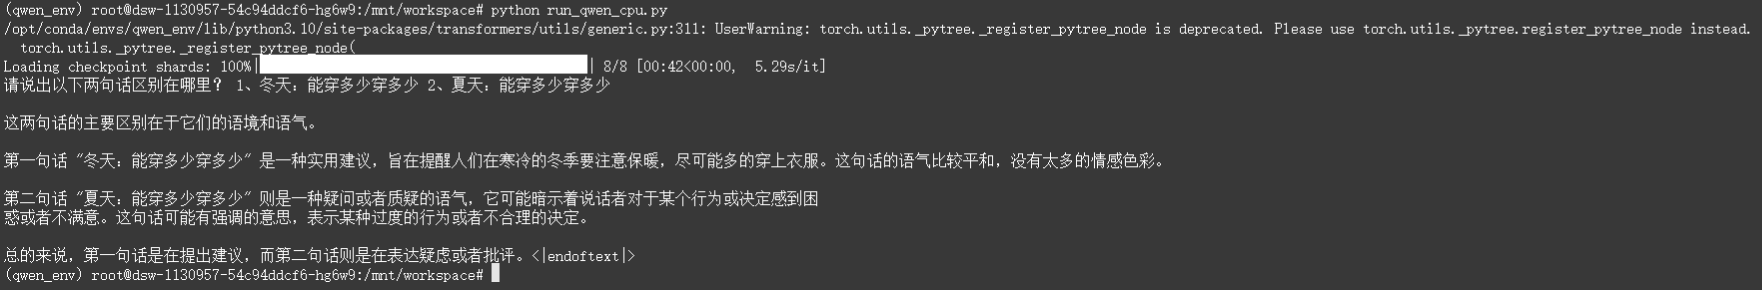 (qwen_env) root@dsw-1130957-54c94ddcf6-hg6w9:/mnt/workspace# python run_qwen_cpu.py
/opt/conda/envs/qwen_env/lib/python3.10/site-packages/transformers/utils/generic.py:311: UserWarning: torch.utils._pytree._register_pytree_node is deprecated. Please use torch.utils._pytree.register_pytree_node instead.
  torch.utils._pytree._register_pytree_node(
Loading checkpoint shards: 100%|| 8/8 [00:42<00:00,  5.29s/it]
请说出以下两句话区别在哪里？ 1、冬天：能穿多少穿多少 2、夏天：能穿多少穿多少
这两句话的主要区别在于它们的语境和语气。
第一句话 "冬天：能穿多少穿多少" 是一种实用建议，旨在提醒人们在寒冷的冬季要注意保暖，尽可能多的穿上衣服。这句话的语气比较平和，没有太多的情感色彩。
第二句话 "夏天：能穿多少穿多少" 则是一种疑问或者质疑的语气，它可能暗示着说话者对于某个行为或决定感到困
惑或者不满意。这句话可能有强调的意思，表示某种过度的行为或者不合理的决定。
总的来说，第一句话是在提出建议，而第二句话则是在表达疑虑或者批评。<|endoftext|>
(qwen_env) root@dsw-1130957-54c94ddcf6-hg6w9:/mnt/workspace#